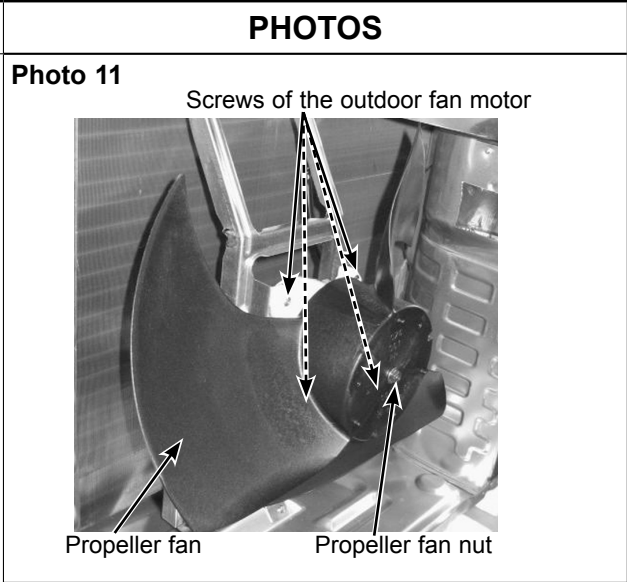 PHOTOS
Photo 11
Screws of the outdoor fan motor
Propeller fan
Propeller fan nut